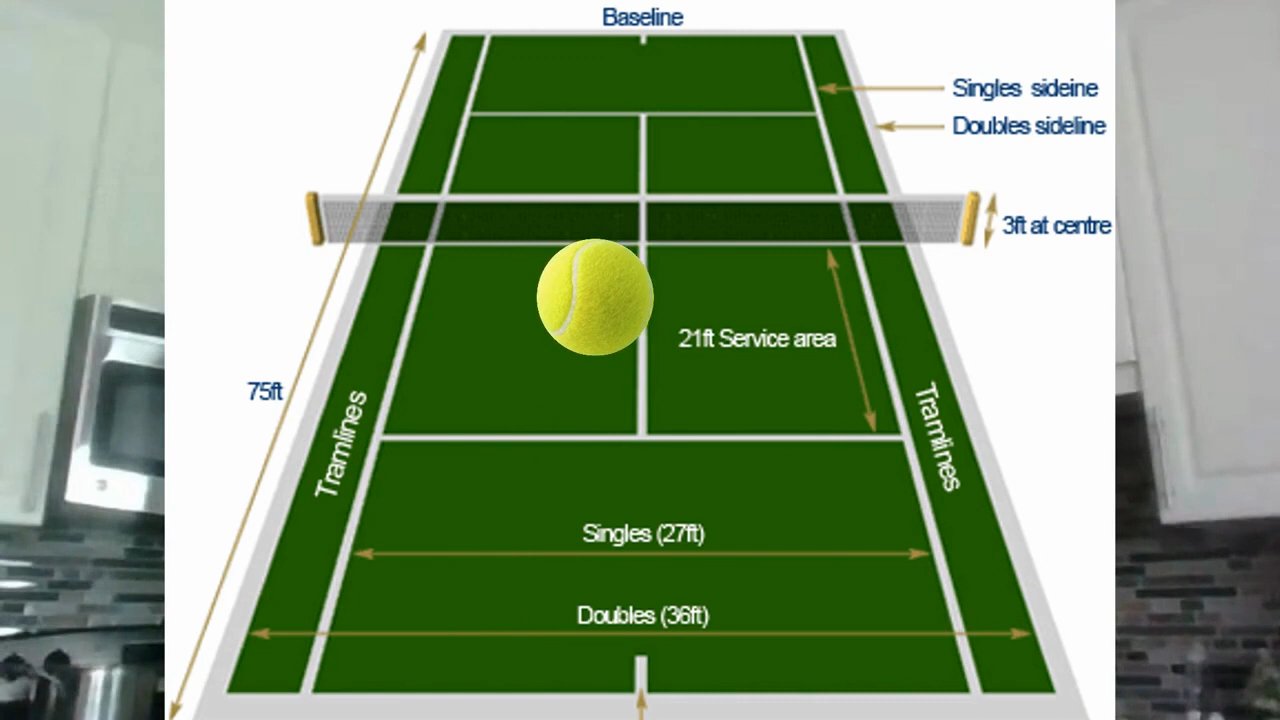 Baseline
Singles sideine
Doubles sideline
3ft at centre
21ft Service area
75ft
Tramlines
Tramlines
Singles (27ft)
Doubles (36ft)